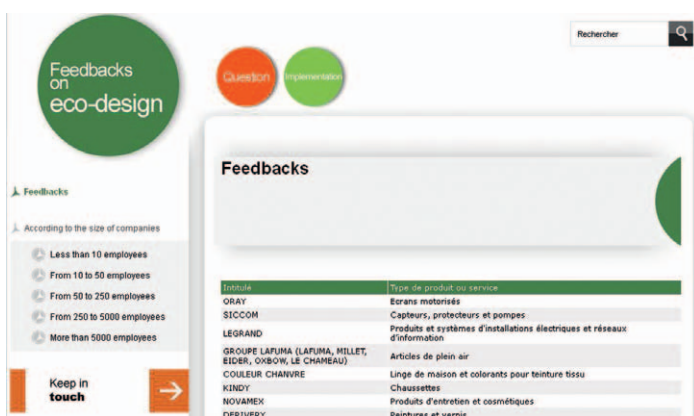 Rechercher
Feedbacks
on
eco-design
Question
Implementation
Feedbacks
Feedbacks
According to the size of companies
Less than 10 employees
From 10 to 50 employees
From 50 to 250 employees
From 250 to 5000 employees
More than 5000 employees
Keep in
touch
Intitulé Type de produit ou service
ORAY Ecrans motorisés
SICCOM Capteurs, protecteurs et pompes
LEGRAND Produits et systèmes d'installations électriques et réseaux
d'information
GROUPE LAFUMA (LAFUMA, MILLET,
EIDER, OXBOW, LE CHAMEAU) Articles de plein air
COULEUR CHANVRE Linge de maison et colorants pour teinture tissu
KINDY Chaussettes
NOVAMEX Produits d'entretien et cosmétiques
DERIVERY Peintures et vernis